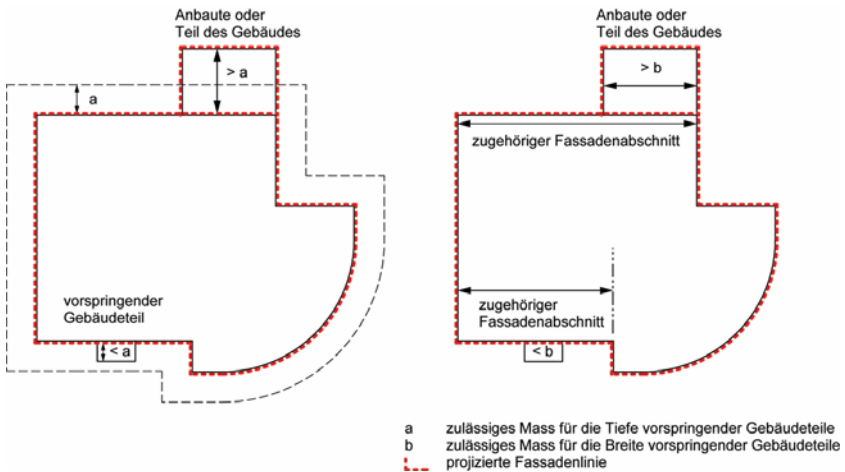 Anbaute oder
Teil des Gebäudes
> a
a
vorspringender
Gebäudeteil
< a
Anbaute oder
Teil des Gebäudes
> b
zugehöriger Fassadenabschnitt
zugehöriger
Fassadenabschnitt
< b
a zulässiges Mass für die Tiefe vorspringender Gebäudeteile
b zulässiges Mass für die Breite vorspringender Gebäudeteile
projizierte Fassadenlinie